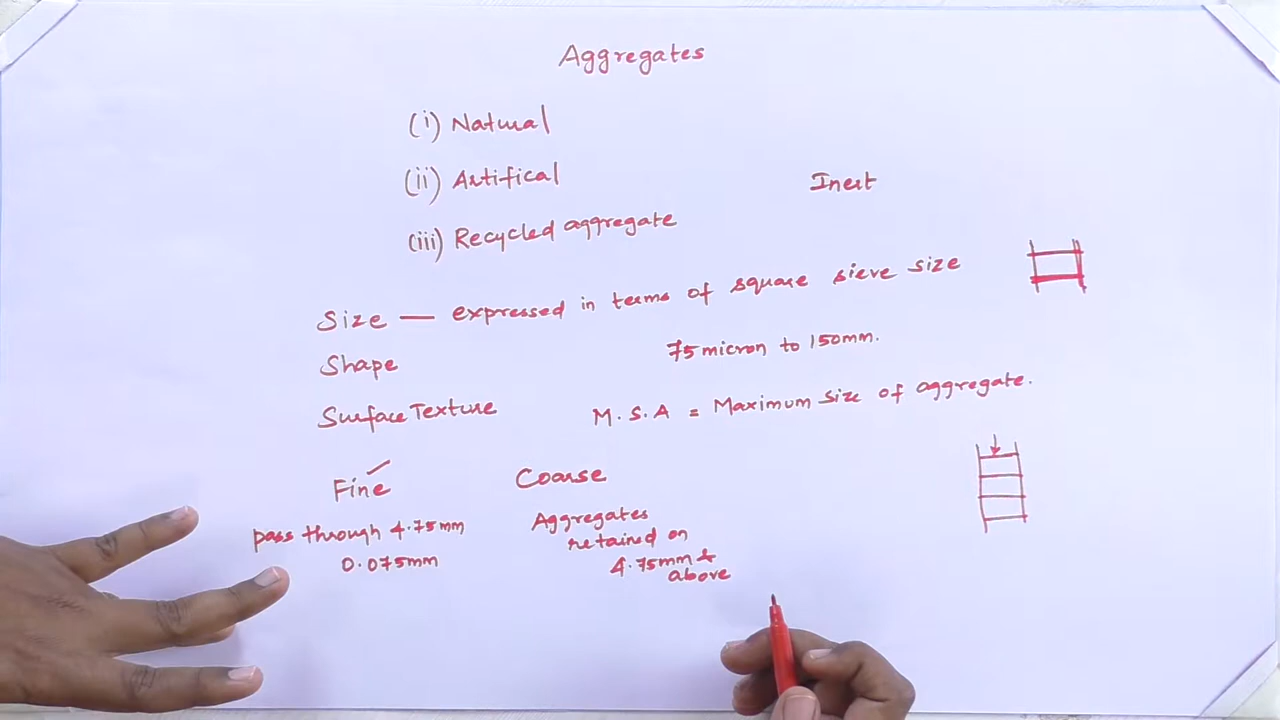 Aggregates
(i) Natural
(ii) Artifical
Inert
(iii) Recycled aggregate
Size — expressed in terms of square sieve size
Shape
75 micron to 150mm.
Surface Texture
M.S.A = Maximum size of aggregate.
Fine
Coarse
pass through 4.75mm
0.075mm
Aggregates
retained on
4.75mm &
above